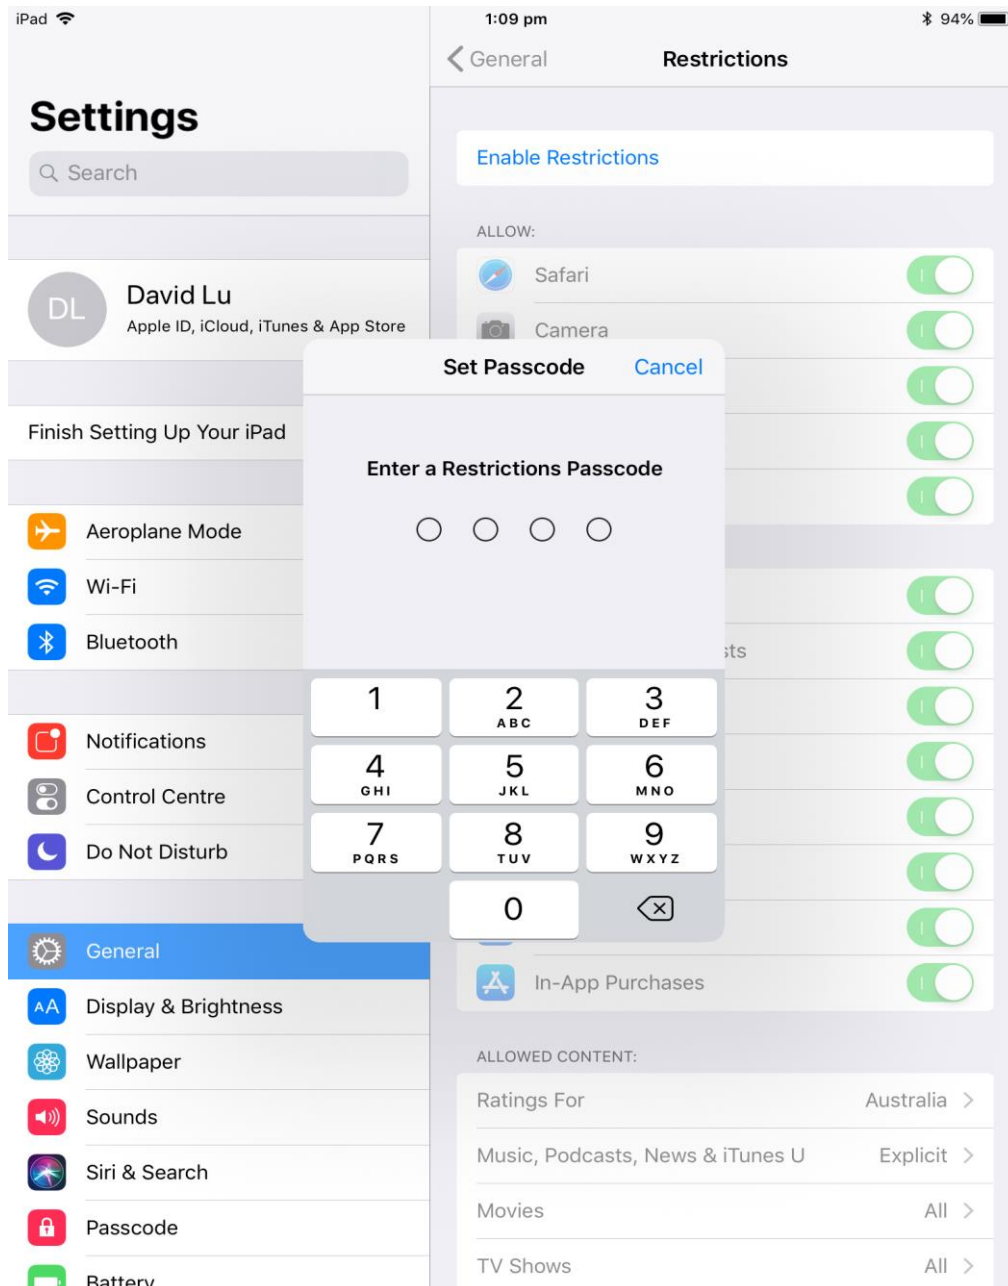 iPad
1:09 pm
94%
General
Restrictions
Settings
Search
Enable Restrictions
ALLOW:
Safari
Camera
DL
David Lu
Apple ID, iCloud, iTunes & App Store
Finish Setting Up Your iPad
Set Passcode
Cancel
Enter a Restrictions Passcode
1
2
ABC
3
DEF
4
GHI
5
JKL
6
MNO
7
PQRS
8
TUV
9
WXYZ
0
Aeroplane Mode
Wi-Fi
Bluetooth
Notifications
Control Centre
Do Not Disturb
General
AA
Display & Brightness
Wallpaper
Sounds
Siri & Search
Passcode
Battery
sts
In-App Purchases
ALLOWED CONTENT:
Ratings For
Australia
Music, Podcasts, News & iTunes U
Explicit
Movies
All
TV Shows
All